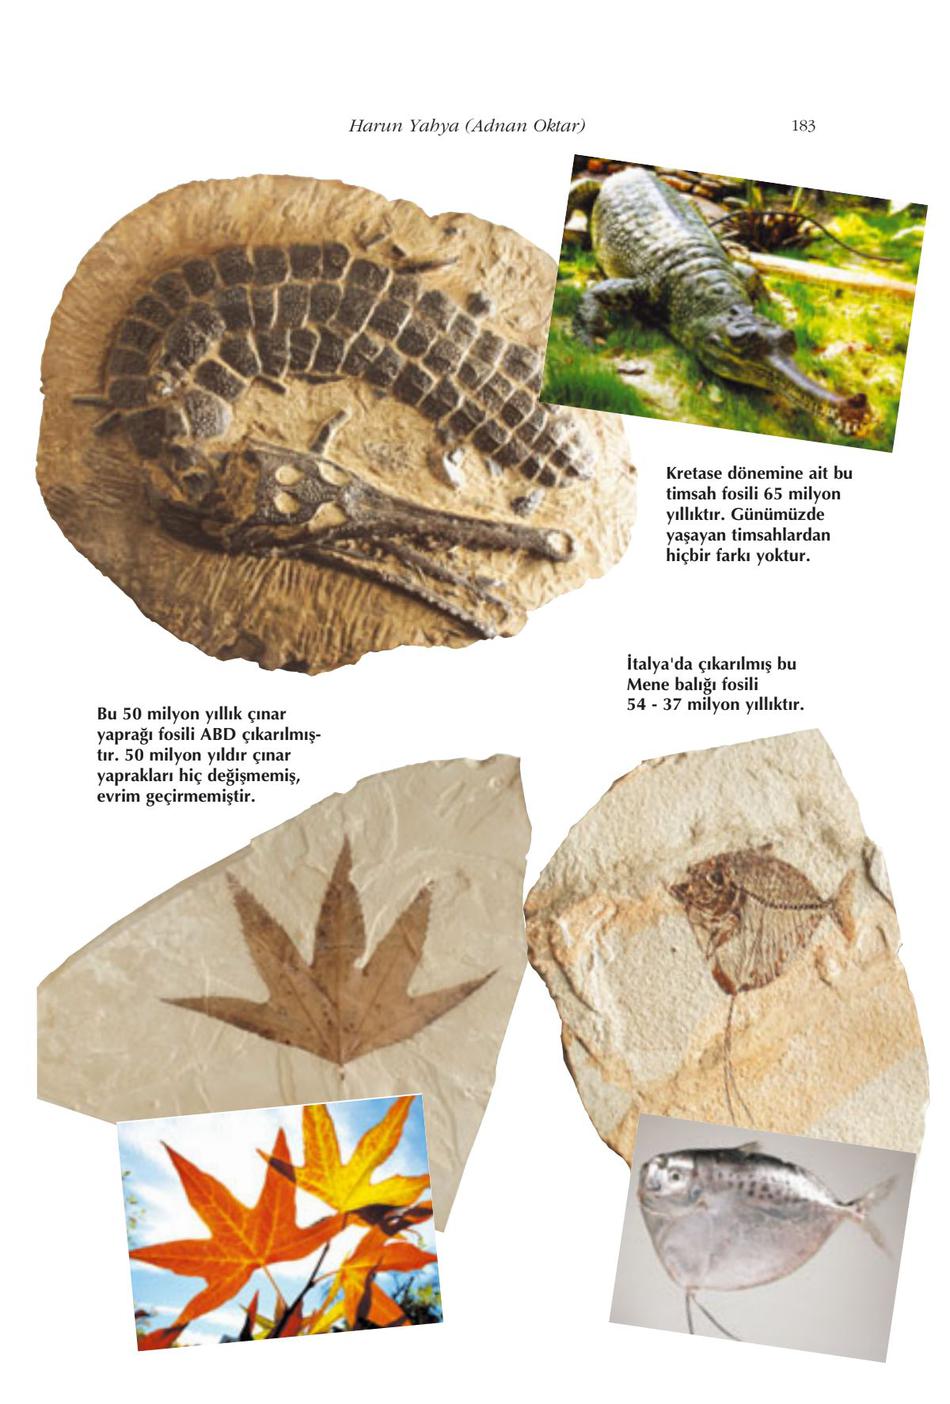 Harun Yahya (Adnan Oktar) 183
Kretase dönemine ait bu
timsah fosili 65 milyon
yıllıktır. Günümüzde
yaşayan timsahlardan
hiçbir farkı yoktur.
İtalya'da çıkarılmış bu
Mene balığı fosili
54 - 37 milyon yıllıktır.
Bu 50 milyon yıllık çınar
yaprağı fosili ABD çıkarılmış-
tır. 50 milyon yıldır çınar
yaprakları hiç değişmemiş,
evrim geçirmemiştir.